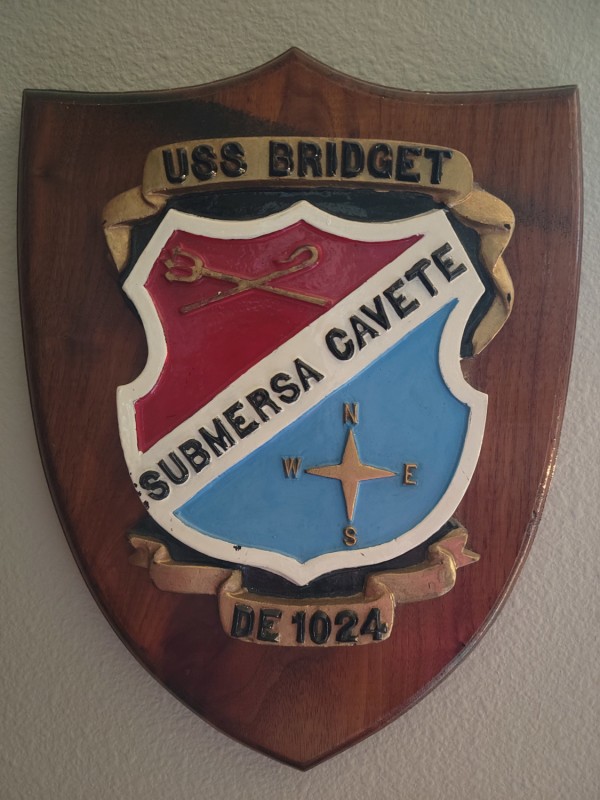 USS BRIDGET
SUBMERSA CAVETE
N
W E
S
DE 1024